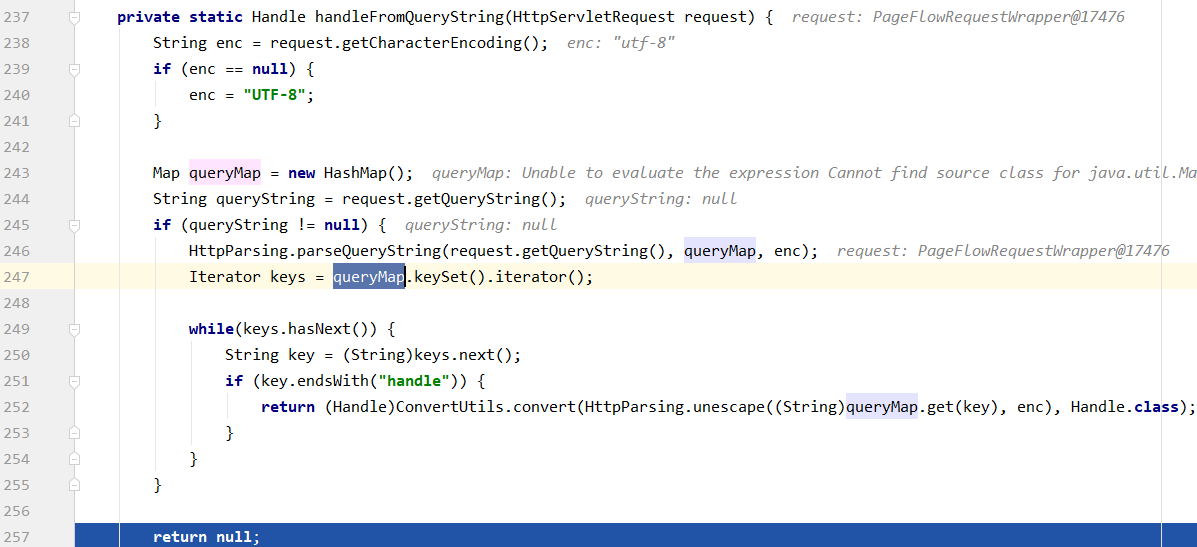 237 private static Handle handleFromQueryString(HttpServletRequest request) { request: PageFlowRequestWrapper@17476
238 String enc = request.getCharacterEncoding(); enc: "utf-8"
239 if (enc == null) {
240 enc = "UTF-8";
241 }
242
243 Map queryMap = new HashMap(); queryMap: Unable to evaluate the expression Cannot find source class for java.util.Ma
244 String queryString = request.getQueryString(); queryString: null
245 if (queryString != null) { queryString: null
246 HttpParsing.parseQueryString(request.getQueryString(), queryMap, enc); request: PageFlowRequestWrapper@17476
247 Iterator keys = queryMap.keySet().iterator();
248
249 while(keys.hasNext()) {
250 String key = (String)keys.next();
251 if (key.endsWith("handle")) {
252 return (Handle)ConvertUtils.convert(HttpParsing.unescape((String)queryMap.get(key), enc), Handle.class);
253 }
254 }
255 }
256
257 return null;